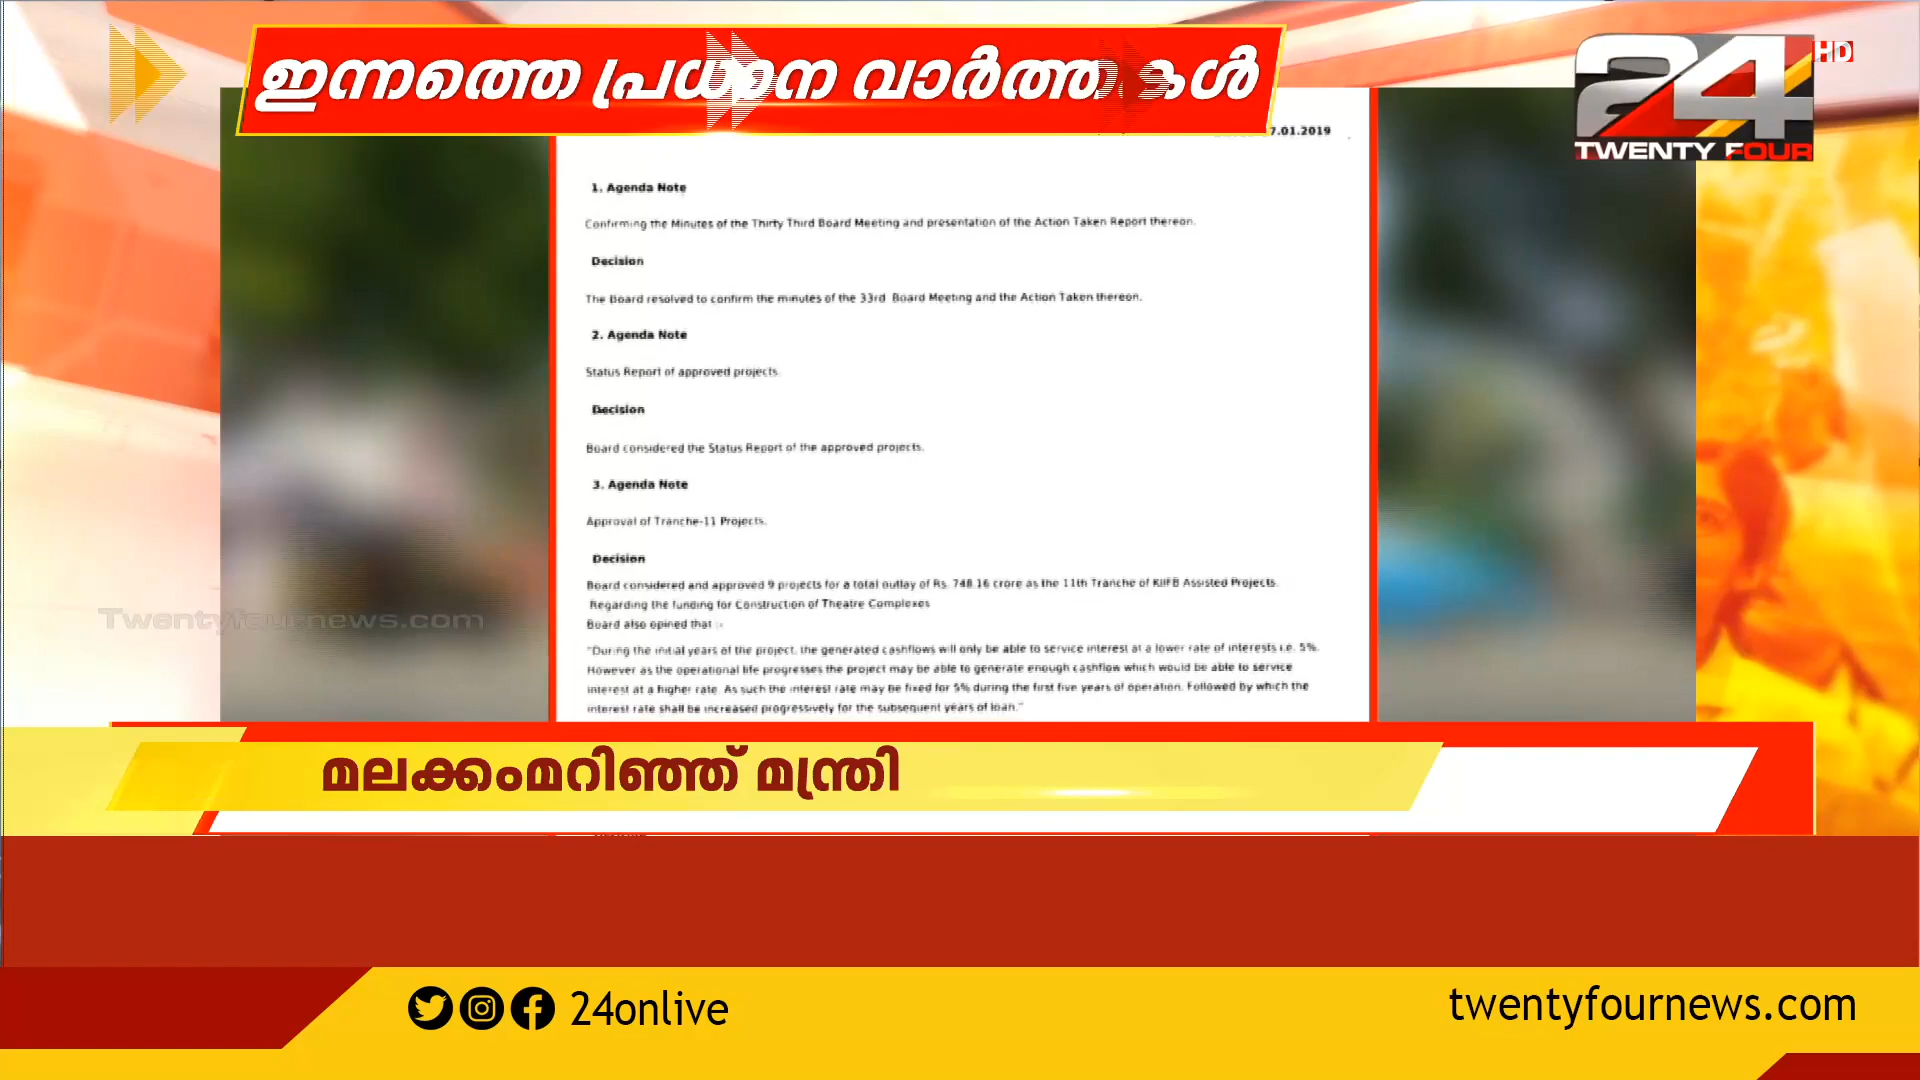 ഇന്നത്തെ പ്രധാന വാർത്തകൾ
24 HD
TWENTY FOUR
7.01.2019
1. Agenda Note
Confirming the Minutes of the Thirty Third Board Meeting and presentation of the Action Taken Report thereon.
Decision
The Board resolved to confirm the minutes of the 33rd Board Meeting and the Action Taken thereon.
2. Agenda Note
Status Report of approved projects.
Decision
Board considered the Status Report of the approved projects.
3. Agenda Note
Approval of Tranche-11 Projects.
Decision
Board considered and approved 9 projects for a total outlay of Rs. 748.16 crore as the 11th Tranche of KIIFB Assisted Projects.
Regarding the funding for Construction of Theatre Complexes
Board also opined that :-
"During the initial years of the project, the generated cashflows will only be able to service interest at a lower rate of interests i.e. 5%.
However as the operational life progresses the project may be able to generate enough cashflow which would be able to service
interest at a higher rate. As such the interest rate may be fixed for 5% during the first five years of operation. Followed by which the
interest rate shall be increased progressively for the subsequent years of loan."
Twentyfournews.com
മലക്കംമറിഞ്ഞ് മന്ത്രി
24onlive
twentyfournews.com